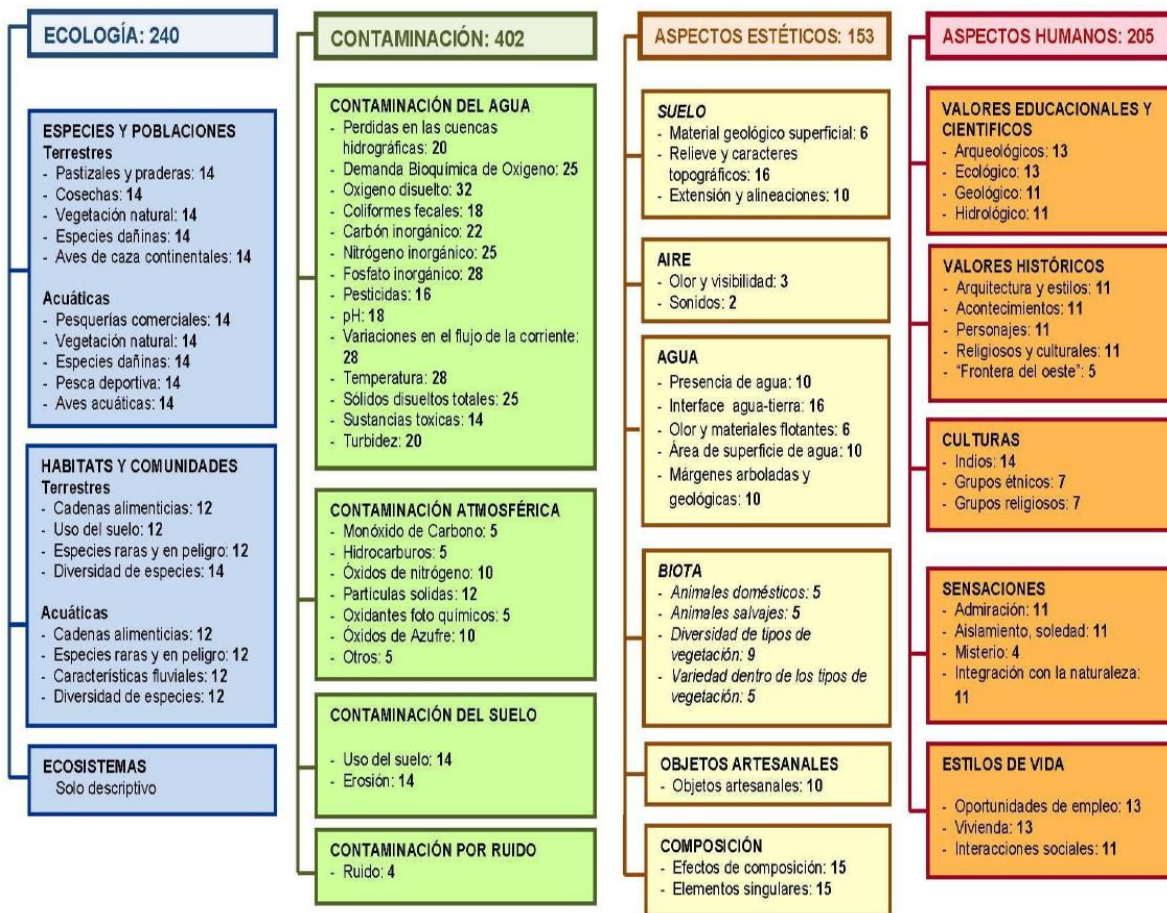 ECOLOGÍA: 240
ESPECIES Y POBLACIONES
Terrestres
- Pastizales y praderas: 14
- Cosechas: 14
- Vegetación natural: 14
- Especies dañinas: 14
- Aves de caza continentales: 14
Acuáticas
- Pesquerías comerciales: 14
- Vegetación natural: 14
- Especies dañinas: 14
- Pesca deportiva: 14
- Aves acuáticas: 14
HABITATS Y COMUNIDADES
Terrestres
- Cadenas alimenticias: 12
- Uso del suelo: 12
- Especies raras y en peligro: 12
- Diversidad de especies: 14
Acuáticas
- Cadenas alimenticias: 12
- Especies raras y en peligro: 12
- Características fluviales: 12
- Diversidad de especies: 12
ECOSISTEMAS
Solo descriptivo
CONTAMINACIÓN: 402
CONTAMINACIÓN DEL AGUA
- Perdidas en las cuencas
hidrográficas: 20
- Demanda Bioquímica de Oxigeno: 25
- Oxigeno disuelto: 32
- Coliformes fecales: 18
- Carbón inorgánico: 22
- Nitrógeno inorgánico: 25
- Fosfato inorgánico: 28
- Pesticidas: 16
- pH: 18
- Variaciones en el flujo de la corriente:
28
- Temperatura: 28
- Sólidos disueltos totales: 25
- Sustancias toxicas: 14
- Turbidez: 20
CONTAMINACIÓN ATMOSFÉRICA
- Monóxido de Carbono: 5
- Hidrocarburos: 5
- Óxidos de nitrógeno: 10
- Partículas solidas: 12
- Oxidantes foto químicos: 5
- Óxidos de Azufre: 10
- Otros: 5
CONTAMINACIÓN DEL SUELO
- Uso del suelo: 14
- Erosión: 14
CONTAMINACIÓN POR RUIDO
- Ruido: 4
ASPECTOS ESTÉTICOS: 153
SUELO
- Material geológico superficial: 6
- Relieve y caracteres
topográficos: 16
- Extensión y alineaciones: 10
AIRE
- Olor y visibilidad: 3
- Sonidos: 2
AGUA
- Presencia de agua: 10
- Interface agua-tierra: 16
- Olor y materiales flotantes: 6
- Área de superficie de agua: 10
- Márgenes arboladas y
geológicas: 10
BIOTA
- Animales domésticos: 5
- Animales salvajes: 5
- Diversidad de tipos de
vegetación: 9
- Variedad dentro de los tipos de
vegetación: 5
OBJETOS ARTESANALES
- Objetos artesanales: 10
COMPOSICIÓN
- Efectos de composición: 15
- Elementos singulares: 15
ASPECTOS HUMANOS: 205
VALORES EDUCACIONALES Y
CIENTIFICOS
- Arqueológicos: 13
- Ecológico: 13
- Geológico: 11
- Hidrológico: 11
VALORES HISTÓRICOS
- Arquitectura y estilos: 11
- Acontecimientos: 11
- Personajes: 11
- Religiosos y culturales: 11
- “Frontera del oeste”: 5
CULTURAS
- Indios: 14
- Grupos étnicos: 7
- Grupos religiosos: 7
SENSACIONES
- Admiración: 11
- Aislamiento, soledad: 11
- Misterio: 4
- Integración con la naturaleza:
11
ESTILOS DE VIDA
- Oportunidades de empleo: 13
- Vivienda: 13
- Interacciones sociales: 11